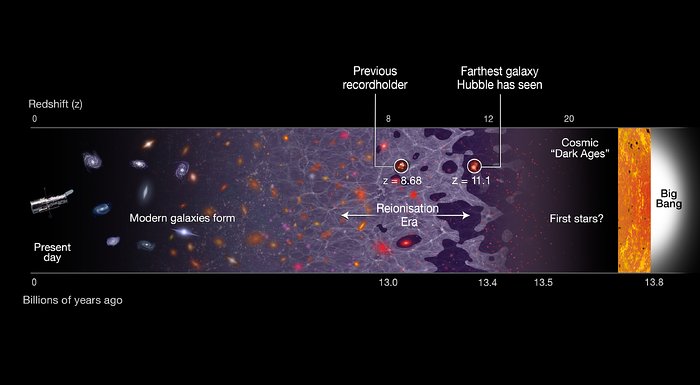 Previous
recordholder
Farthest galaxy
Hubble has seen
Redshift (z)
0
8
12
20
Cosmic
"Dark Ages"
z = 8.68
z = 11.1
Big
Bang
Modern galaxies form
Reionisation
Era
First stars?
Present
day
0
13.0
13.4
13.5
13.8
Billions of years ago